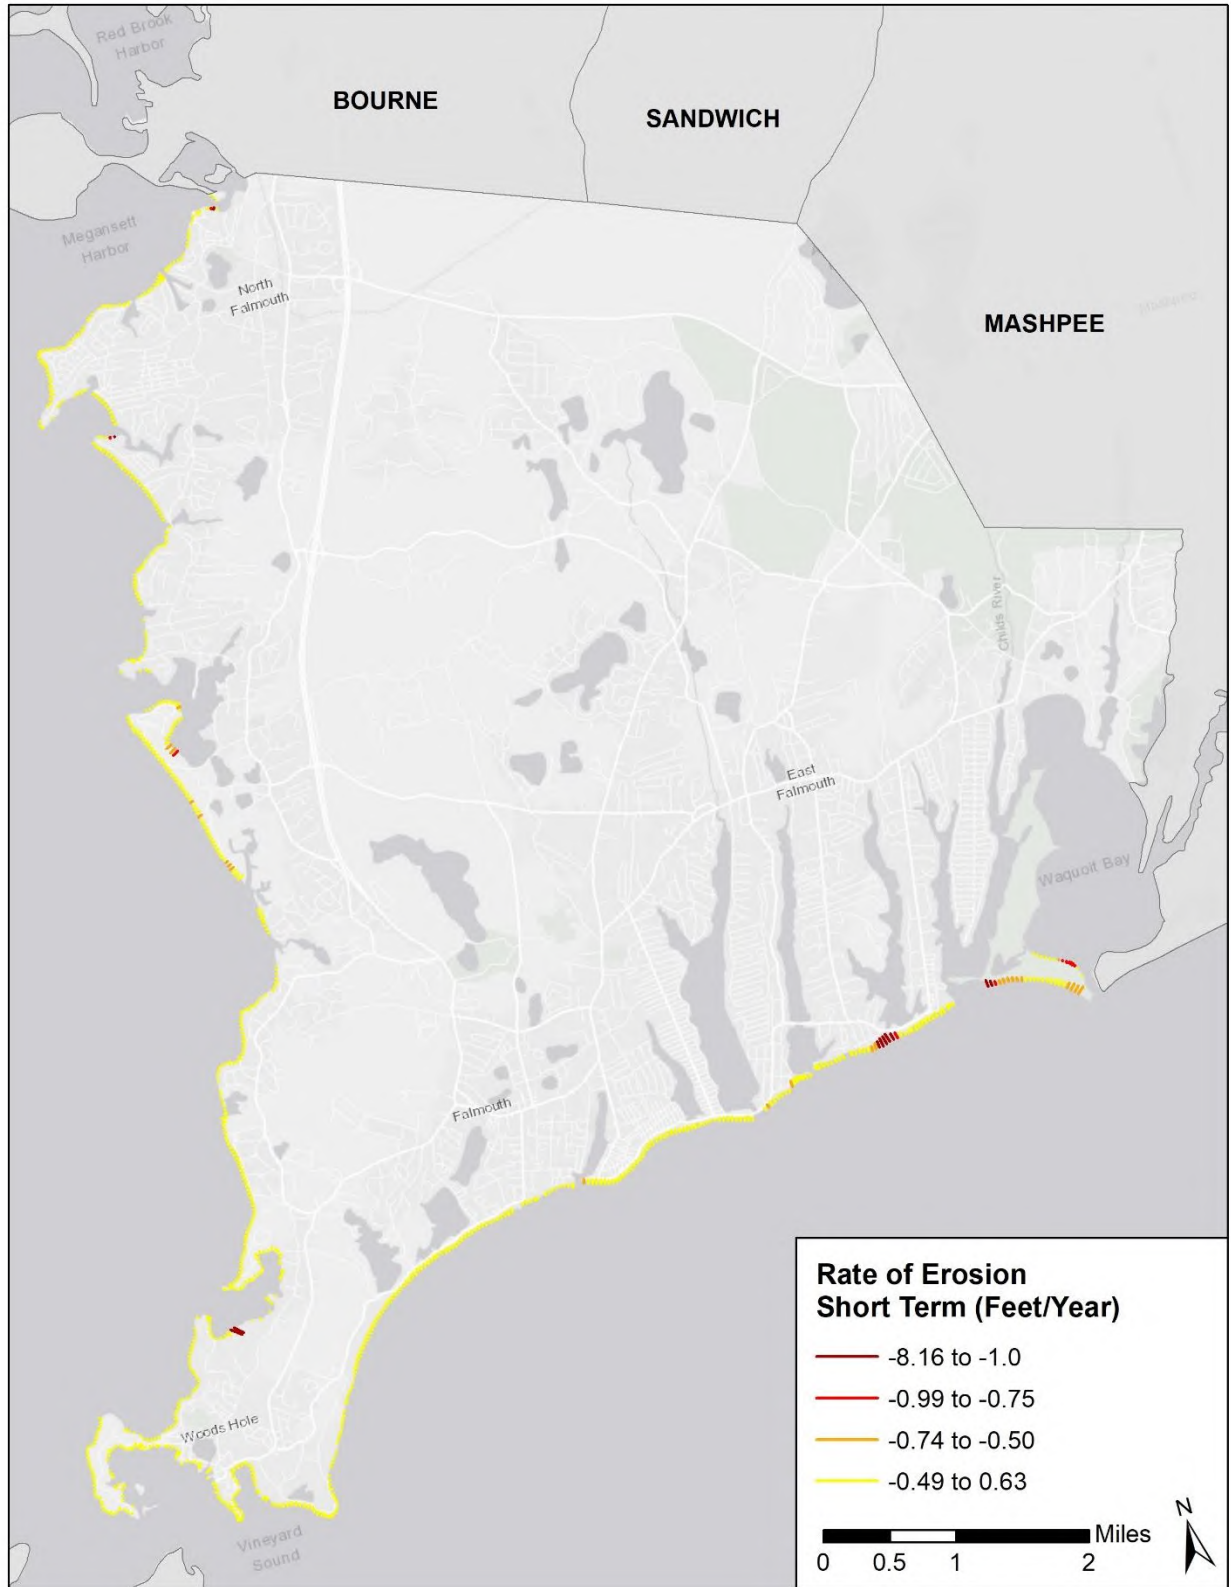 Red Brook
Harbor
BOURNE
SANDWICH
Megansett
Harbor
North
Falmouth
MASHPEE
Childs River
East
Falmouth
Waquoit Bay
Falmouth
Woods Hole
Vineyard
Sound
Rate of Erosion
Short Term (Feet/Year)
-8.16 to -1.0
-0.99 to -0.75
-0.74 to -0.50
-0.49 to 0.63
N
Miles
0 0.5 1 2